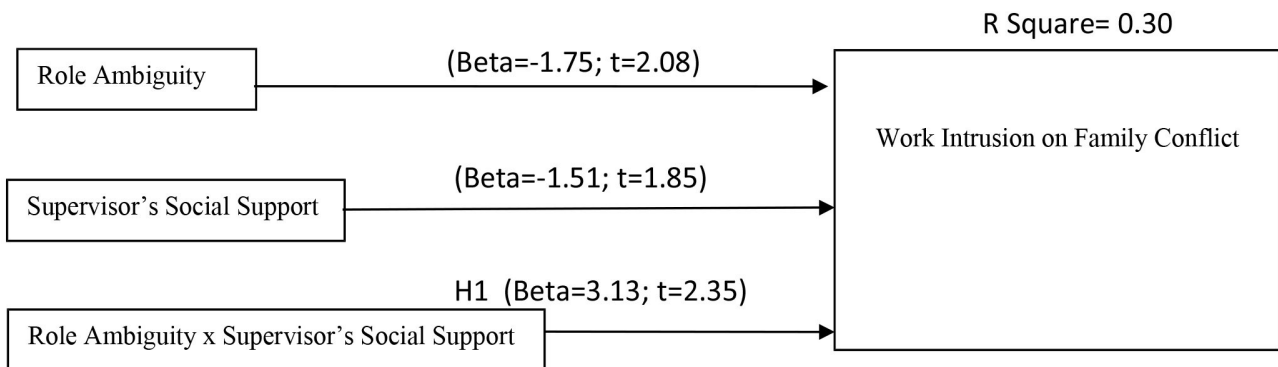 R Square= 0.30
Role Ambiguity
(Beta=-1.75; t=2.08)
Work Intrusion on Family Conflict
Supervisor’s Social Support
(Beta=-1.51; t=1.85)
H1 (Beta=3.13; t=2.35)
Role Ambiguity x Supervisor’s Social Support